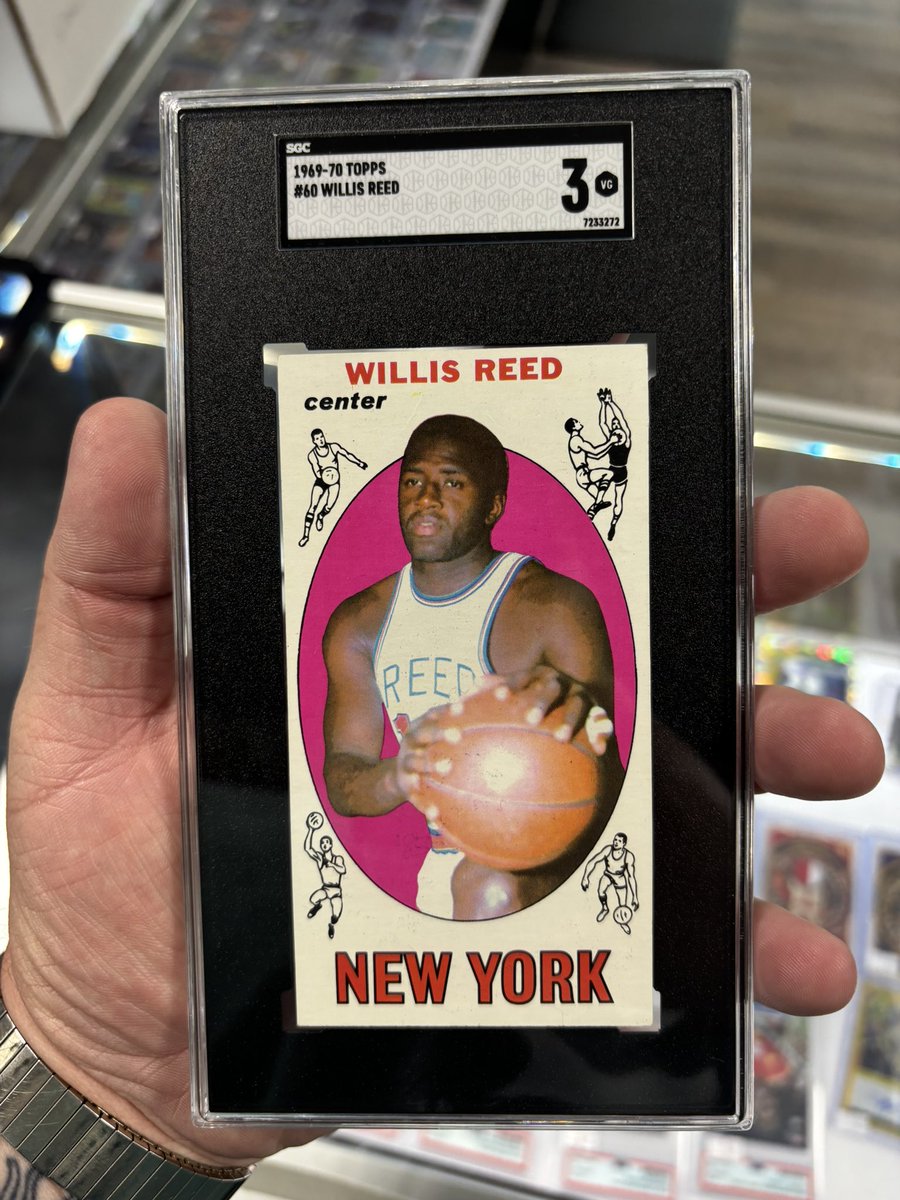 SGC
1969-70 TOPPS
#60 WILLIS REED
3
VG
7233272
WILLIS REED
center
REED
NEW YORK